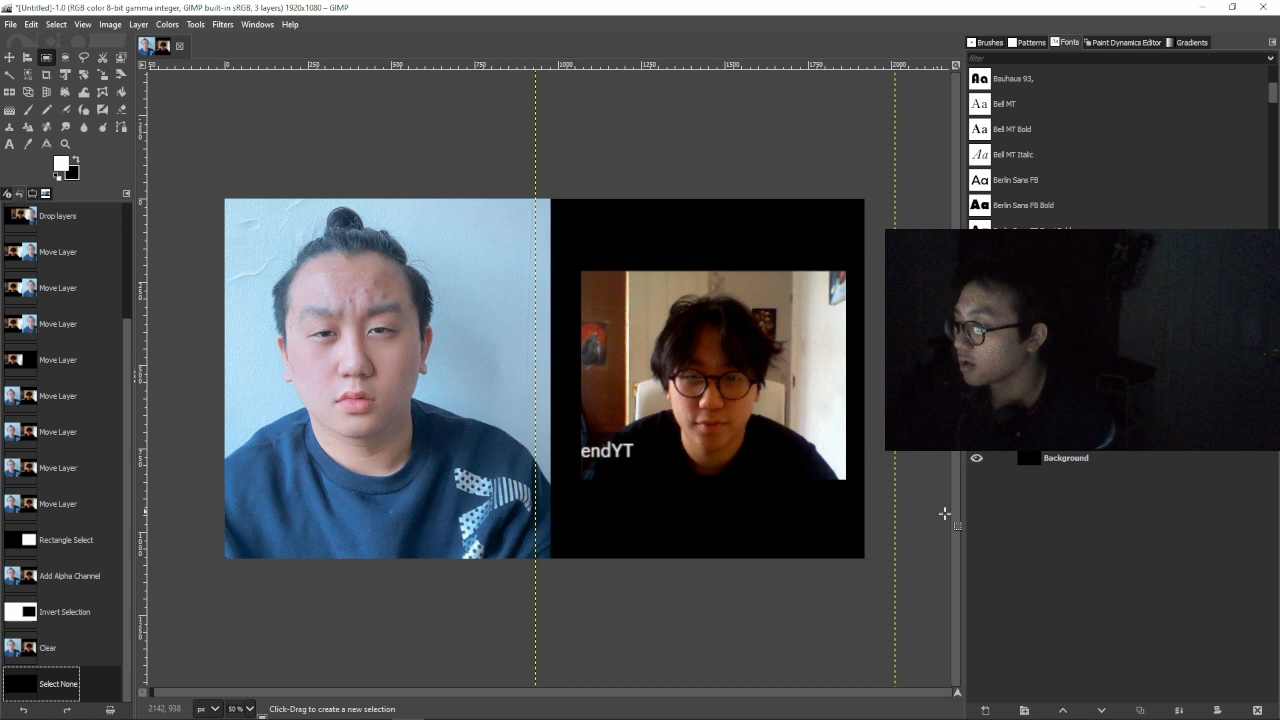 *[Untitled]-1.0 (RGB color 8-bit gamma integer, GIMP built-in sRGB, 3 layers) 1920x1080 – GIMP
File Edit Select View Image Layer Colors Tools Filters Windows Help
Brushes Patterns Fonts Paint Dynamics Editor Gradients
filter
0 250 500 750 1000 1250 1500 1750 2000
Bauhaus 93,
Bell MT
Bell MT Bold
Bell MT Italic
Berlin Sans FB
Berlin Sans FB Bold
Drop layers
Move Layer
Move Layer
Move Layer
Move Layer
Move Layer
Move Layer
Move Layer
Move Layer
Rectangle Select
Add Alpha Channel
Invert Selection
Clear
Select None
endYT
Background
2142, 938 px 50 % Click-Drag to create a new selection